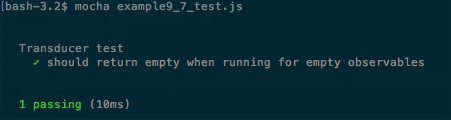 [bash-3.2$ mocha example9_7_test.js
Transducer test
✓ should return empty when running for empty observables
1 passing (10ms)